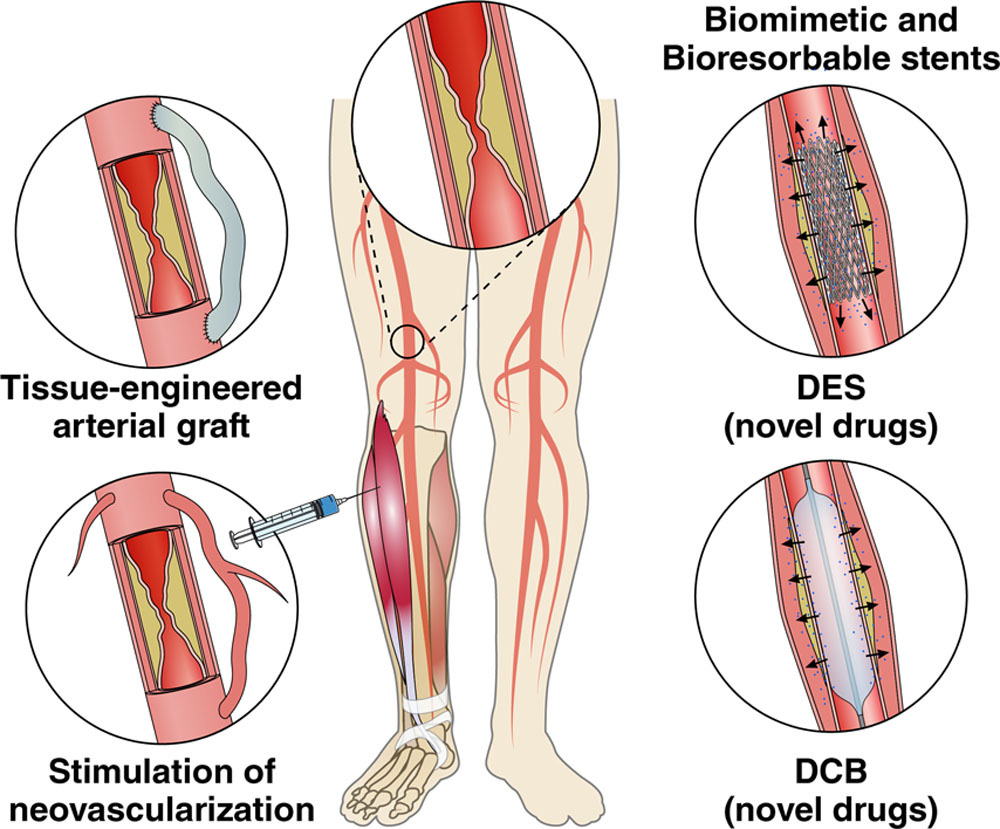 Biomimetic and
Bioresorbable stents
Tissue-engineered
arterial graft
DES
(novel drugs)
Stimulation of
neovascularization
DCB
(novel drugs)